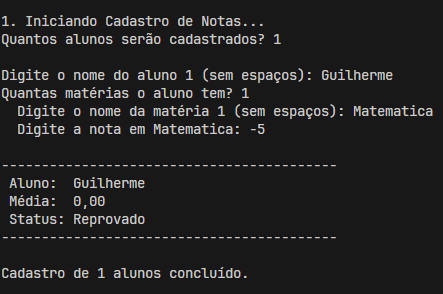 1. Iniciando Cadastro de Notas...
Quantos alunos serão cadastrados? 1
Digite o nome do aluno 1 (sem espaços): Guilherme
Quantas matérias o aluno tem? 1
Digite o nome da matéria 1 (sem espaços): Matematica
Digite a nota em Matematica: -5
------------------------------------------
Aluno: Guilherme
Média: 0,00
Status: Reprovado
------------------------------------------
Cadastro de 1 alunos concluído.